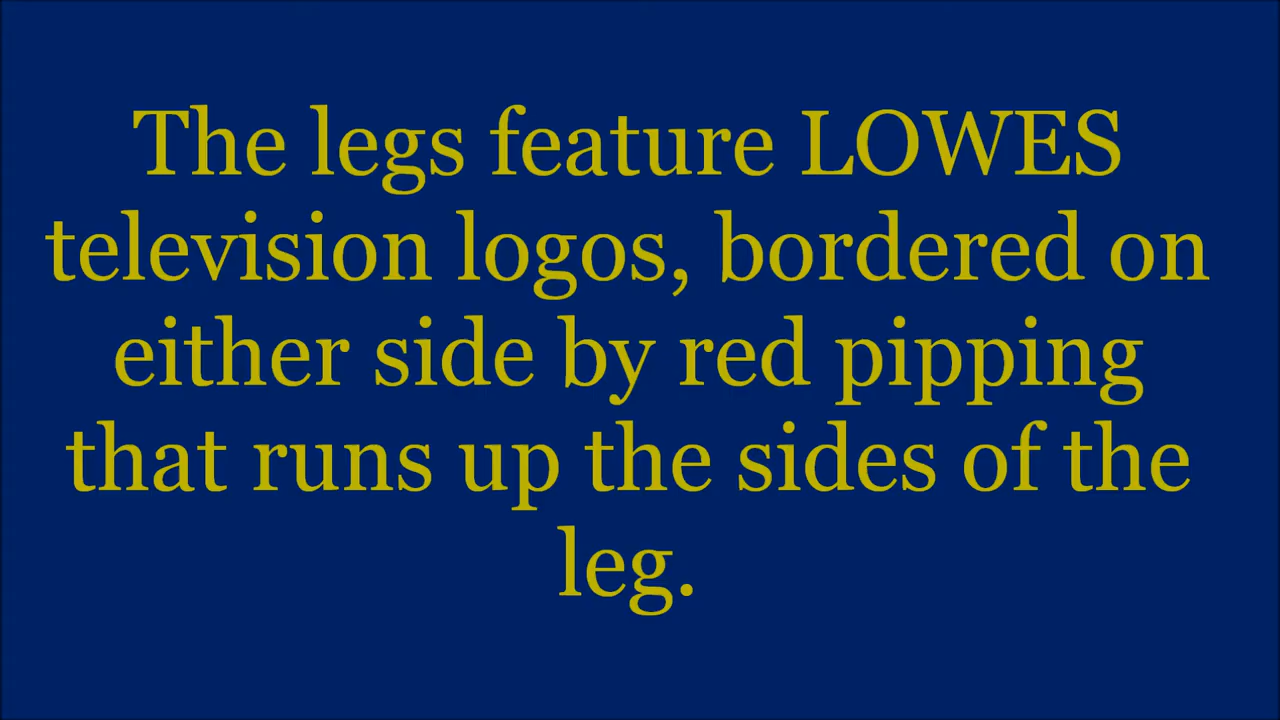 The legs feature LOWES
television logos, bordered on
either side by red pipping
that runs up the sides of the
leg.